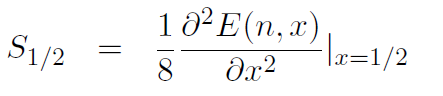 S_{1/2} = \frac{1}{8} \frac{\partial^2 E(n, x)}{\partial x^2} |_{x=1/2}